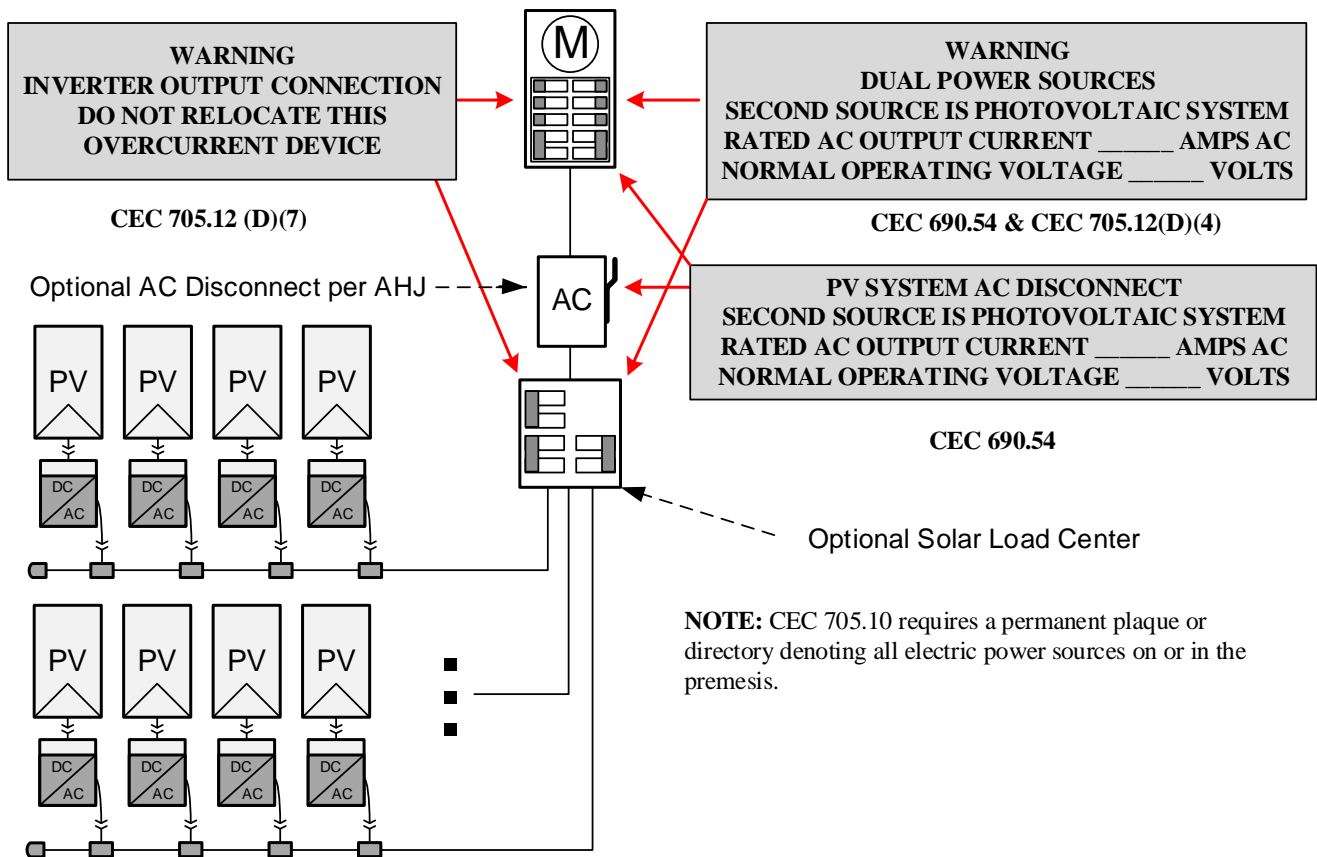 WARNING
INVERTER OUTPUT CONNECTION
DO NOT RELOCATE THIS
OVERCURRENT DEVICE
CEC 705.12 (D)(7)
M
WARNING
DUAL POWER SOURCES
SECOND SOURCE IS PHOTOVOLTAIC SYSTEM
RATED AC OUTPUT CURRENT ______ AMPS AC
NORMAL OPERATING VOLTAGE ______ VOLTS
CEC 690.54 & CEC 705.12(D)(4)
Optional AC Disconnect per AHJ
AC
PV SYSTEM AC DISCONNECT
SECOND SOURCE IS PHOTOVOLTAIC SYSTEM
RATED AC OUTPUT CURRENT ______ AMPS AC
NORMAL OPERATING VOLTAGE ______ VOLTS
CEC 690.54
PV PV PV PV
DC DC DC DC
AC AC AC AC
Optional Solar Load Center
NOTE: CEC 705.10 requires a permanent plaque or
directory denoting all electric power sources on or in the
premesis.
PV PV PV PV
DC DC DC DC
AC AC AC AC